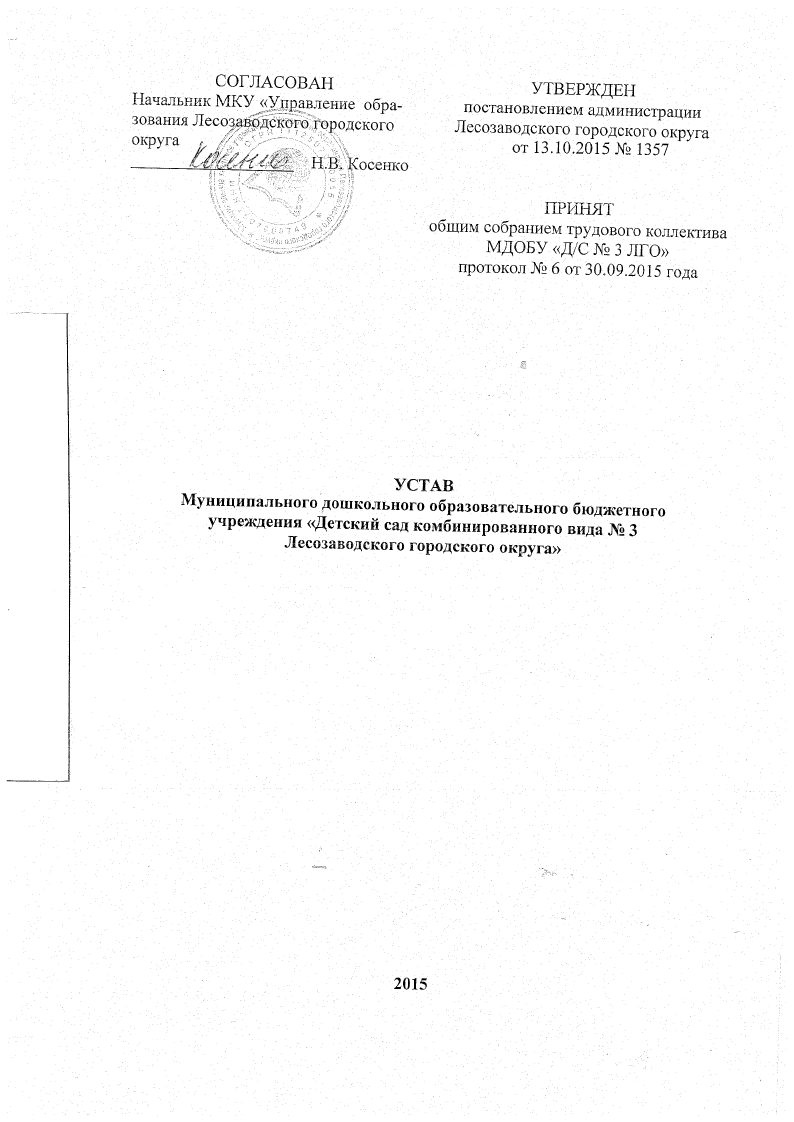 СОГЛАСОВАН
Начальник МКУ «Управление обра-
зования Лесозаводского городского
округа
Косенко Н.В. Косенко
УТВЕРЖДЕН
постановлением администрации
Лесозаводского городского округа
от 13.10.2015 № 1357
ПРИНЯТ
общим собранием трудового коллектива
МДОБУ «Д/С № 3 ЛГО»
протокол № 6 от 30.09.2015 года
УСТАВ
Муниципального дошкольного образовательного бюджетного
учреждения «Детский сад комбинированного вида № 3
Лесозаводского городского округа»
2015